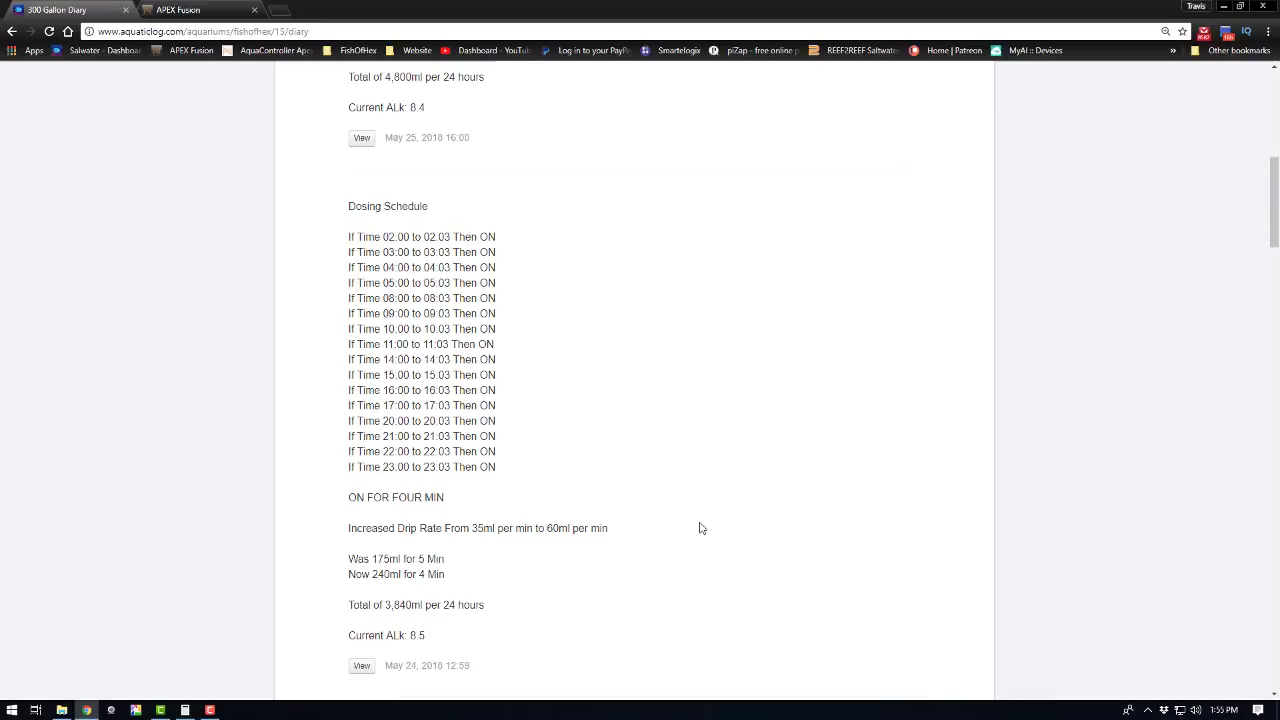 300 Gallon Diary
APEX Fusion
Travis
www.aquaticlog.com/aquariums/fishofhex/15/diary
Apps
Salwater - Dashboa
APEX Fusion
AquaController Ape
FishOfHex
Website
Dashboard - YouTu
Log in to your PayP
Smartelogix
piZap - free online p
REEF2REEF Saltwate
Home | Patreon
MyAI :: Devices
»
Other bookmarks
Total of 4,800ml per 24 hours
Current ALk: 8.4
View
May 25, 2018 16:00
Dosing Schedule
If Time 02:00 to 02:03 Then ON
If Time 03:00 to 03:03 Then ON
If Time 04:00 to 04:03 Then ON
If Time 05:00 to 05:03 Then ON
If Time 08:00 to 08:03 Then ON
If Time 09:00 to 09:03 Then ON
If Time 10:00 to 10:03 Then ON
If Time 11:00 to 11:03 Then ON
If Time 14:00 to 14:03 Then ON
If Time 15:00 to 15:03 Then ON
If Time 16:00 to 16:03 Then ON
If Time 17:00 to 17:03 Then ON
If Time 20:00 to 20:03 Then ON
If Time 21:00 to 21:03 Then ON
If Time 22:00 to 22:03 Then ON
If Time 23:00 to 23:03 Then ON
ON FOR FOUR MIN
Increased Drip Rate From 35ml per min to 60ml per min
Was 175ml for 5 Min
Now 240ml for 4 Min
Total of 3,840ml per 24 hours
Current ALk: 8.5
View
May 24, 2018 12:59
1:55 PM